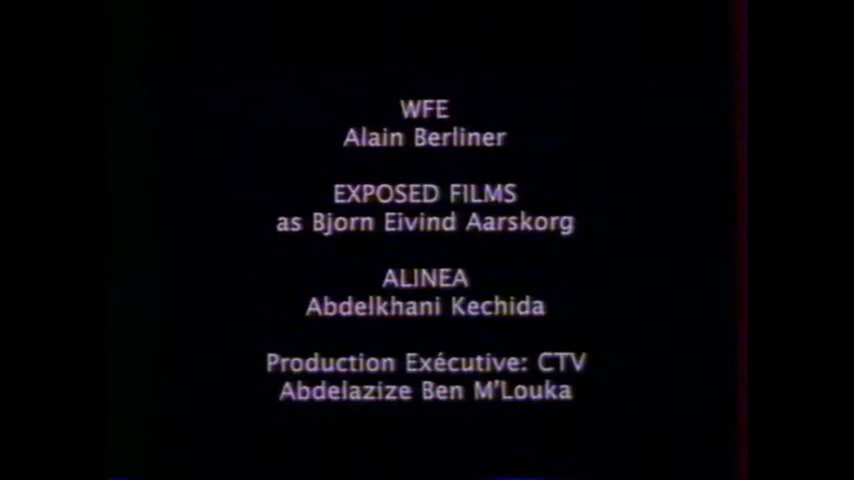 WFE
Alain Berliner
EXPOSED FILMS
as Bjorn Eivind Aarskorg
ALINEA
Abdelkhani Kechida
Production Exécutive: CTV
Abdelazize Ben M'Louka